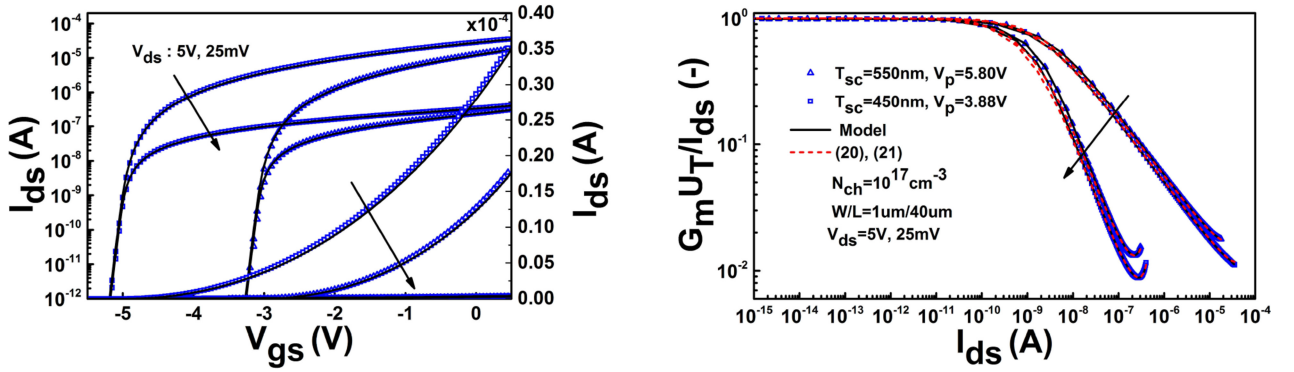 x10⁻⁴
10⁻⁴
10⁻⁵
10⁻⁶
10⁻⁷
10⁻⁸
10⁻⁹
10⁻¹⁰
10⁻¹¹
10⁻¹²
I_ds (A)
V_ds : 5V, 25mV
0.40
0.35
0.30
0.25
0.20
0.15
0.10
0.05
0.00
I_ds (A)
-5 -4 -3 -2 -1 0
V_gs (V)
10⁰
10⁻¹
10⁻²
G_m U_T/I_ds (-)
T_sc=550nm, V_p=5.80V
T_sc=450nm, V_p=3.88V
Model
(20), (21)
N_ch=10¹⁷cm⁻³
W/L=1um/40um
V_ds=5V, 25mV
10⁻¹⁵ 10⁻¹⁴ 10⁻¹³ 10⁻¹² 10⁻¹¹ 10⁻¹⁰ 10⁻⁹ 10⁻⁸ 10⁻⁷ 10⁻⁶ 10⁻⁵ 10⁻⁴
I_ds (A)